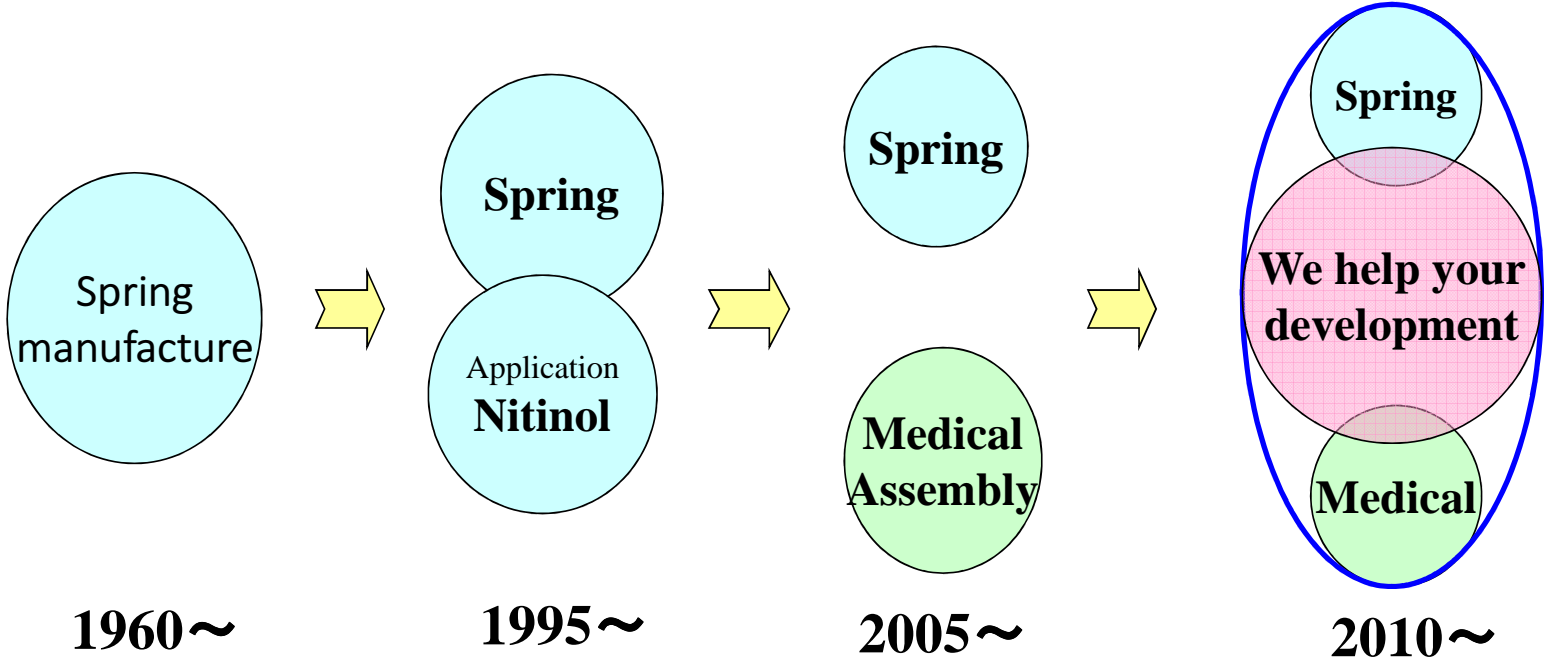 Spring
manufacture
1960～
Spring
Application
Nitinol
1995～
Spring
Medical
Assembly
2005～
Spring
We help your
development
Medical
2010～